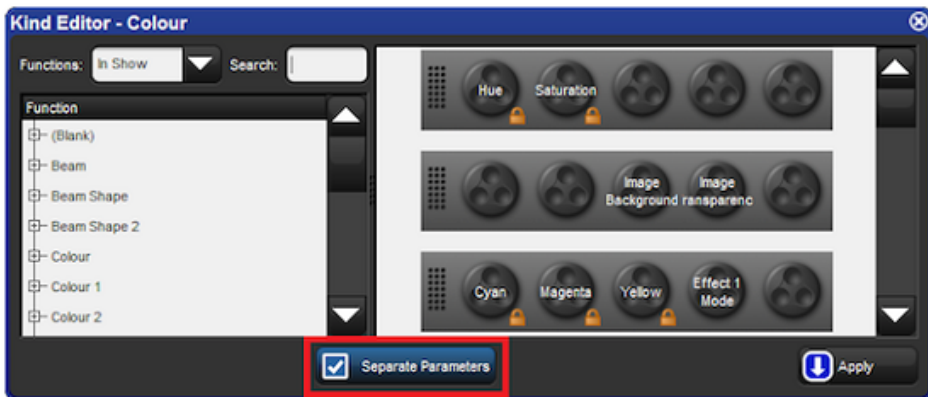 Kind Editor - Colour
Functions: In Show Search:
Function
(Blank)
Beam
Beam Shape
Beam Shape 2
Colour
Colour 1
Colour 2
Hue Saturation
Image Background Image ransparenc
Cyan Magenta Yellow Effect 1 Mode
Separate Parameters
Apply